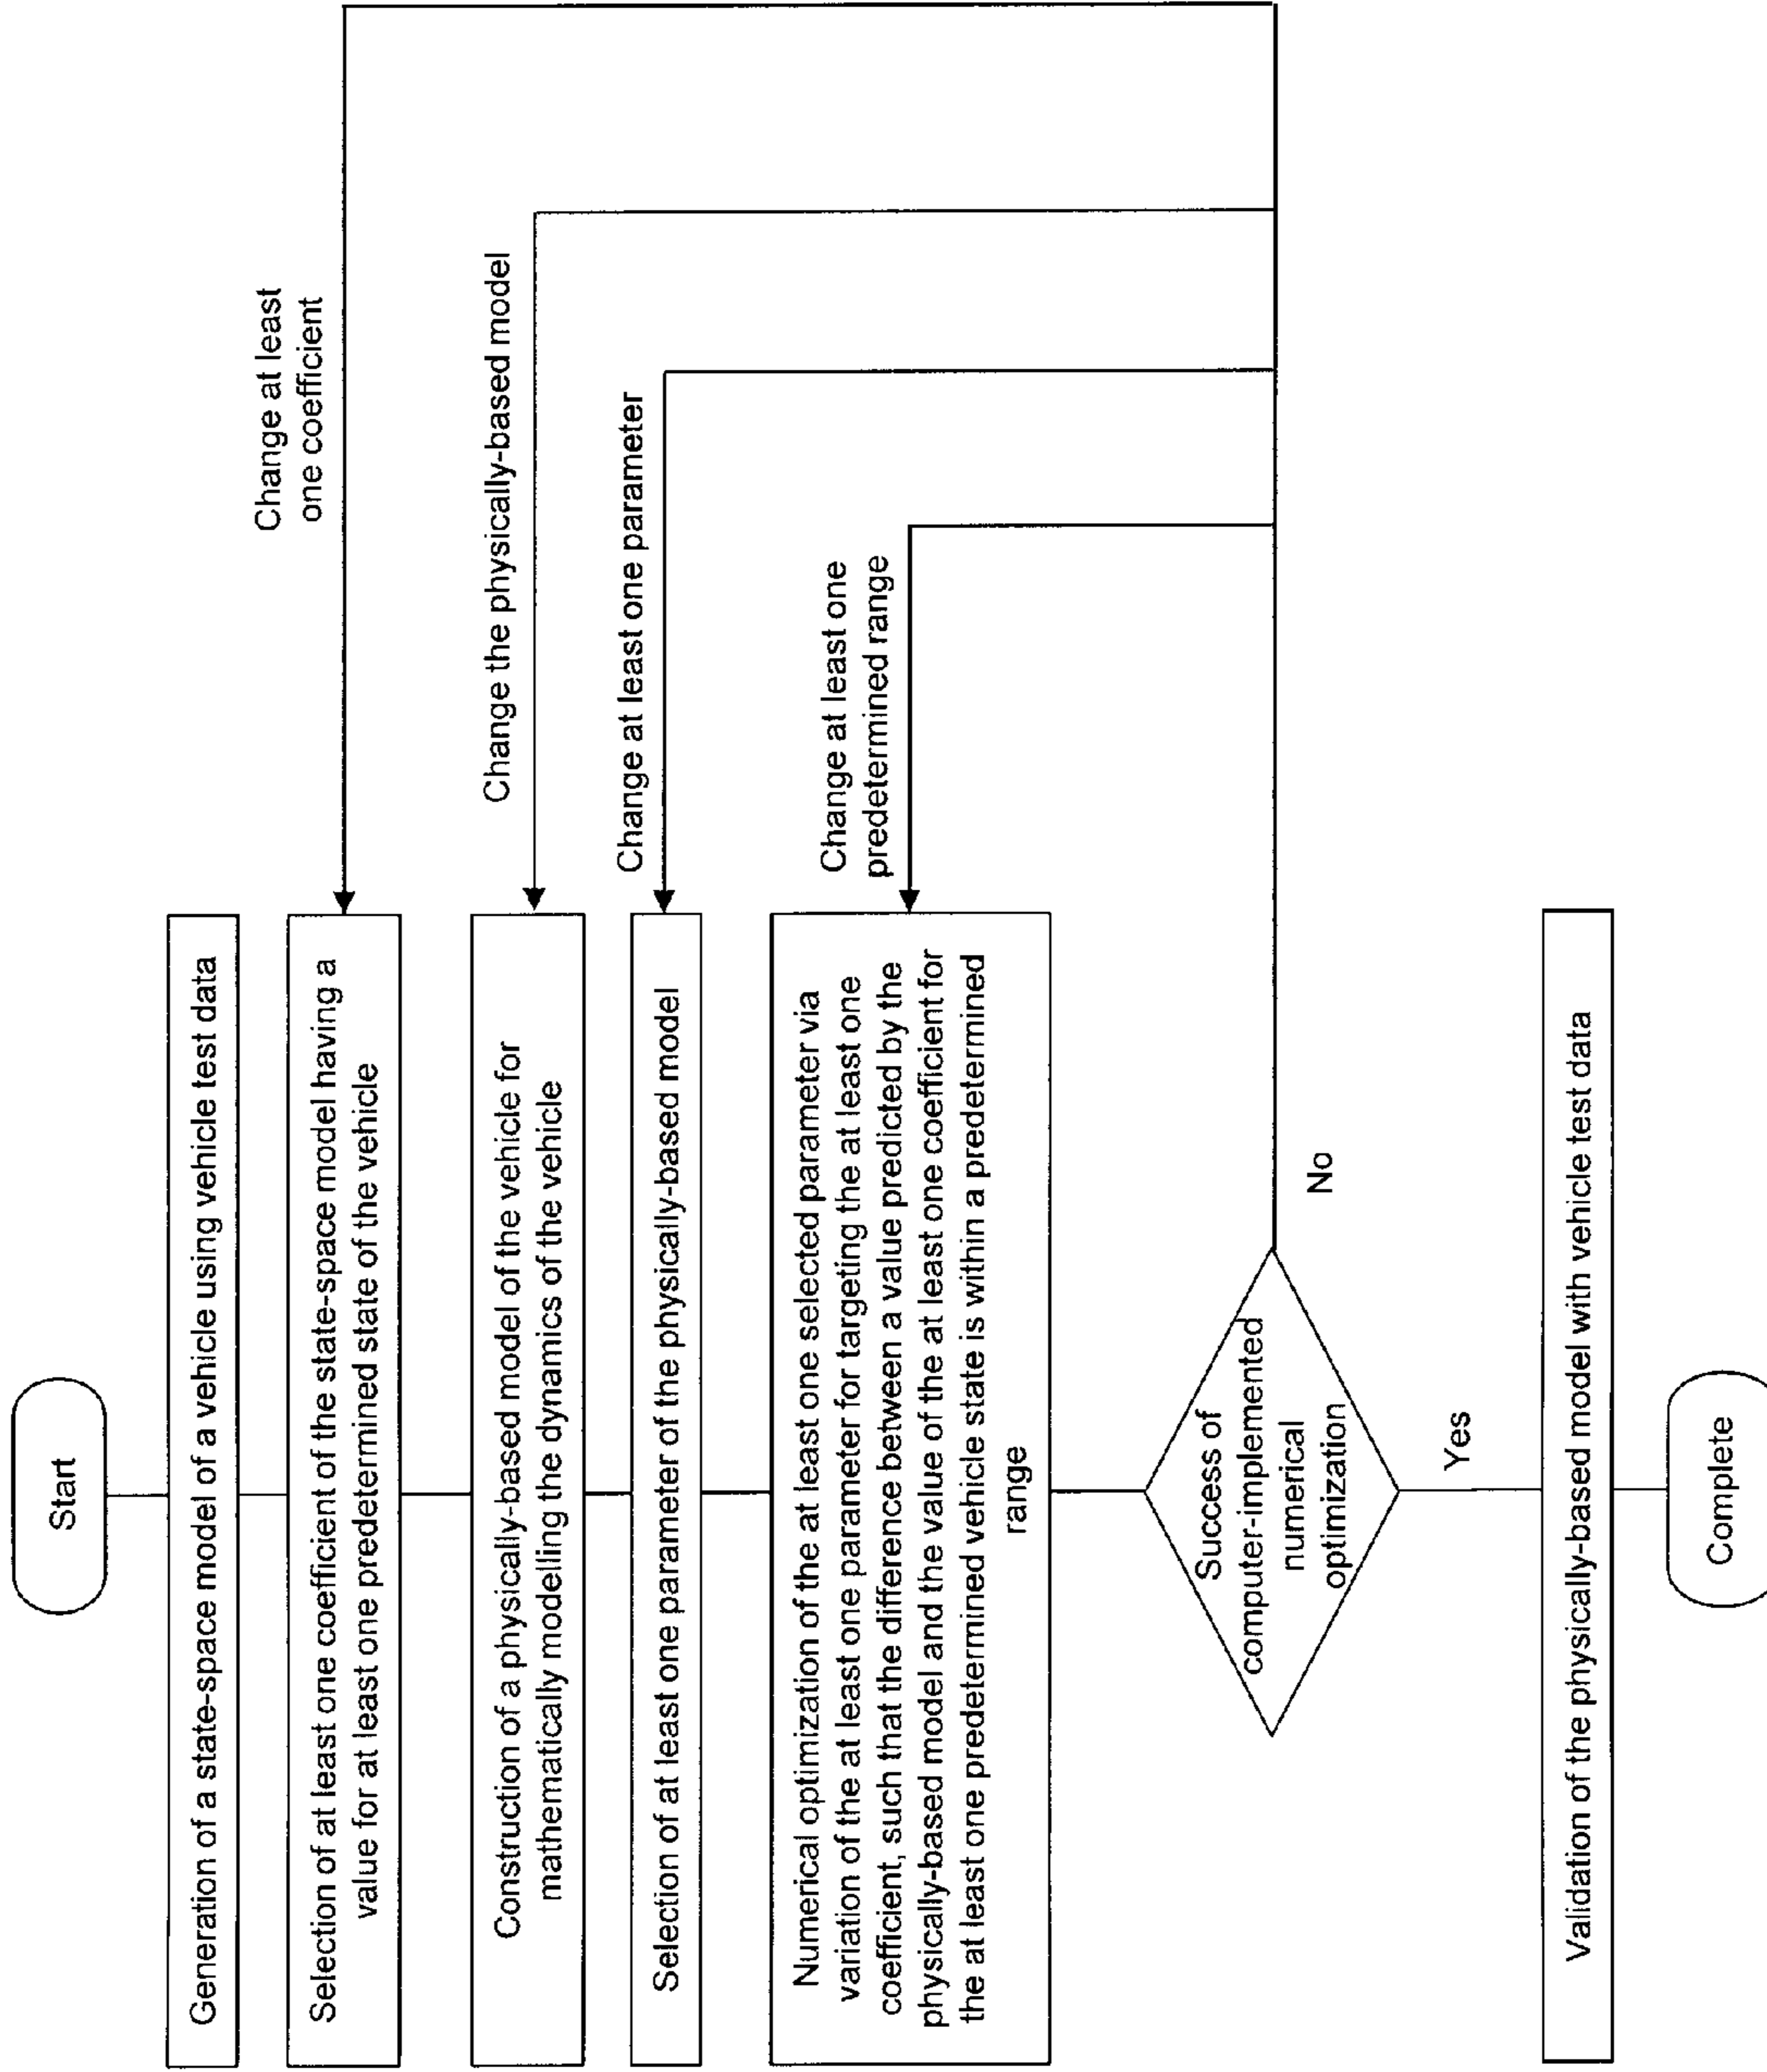 Start
Generation of a state-space model of a vehicle using vehicle test data
Selection of at least one coefficient of the state-space model having a
value for at least one predetermined state of the vehicle
Change at least
one coefficient
Construction of a physically-based model of the vehicle for
mathematically modelling the dynamics of the vehicle
Change the physically-based model
Selection of at least one parameter of the physically-based model
Change at least one parameter
Numerical optimization of the at least one selected parameter via
variation of the at least one parameter for targeting the at least one
coefficient, such that the difference between a value predicted by the
physically-based model and the value of the at least one coefficient for
the at least one predetermined vehicle state is within a predetermined
range
Change at least one
predetermined range
Success of
computer-implemented
numerical
optimization
No
Yes
Validation of the physically-based model with vehicle test data
Complete